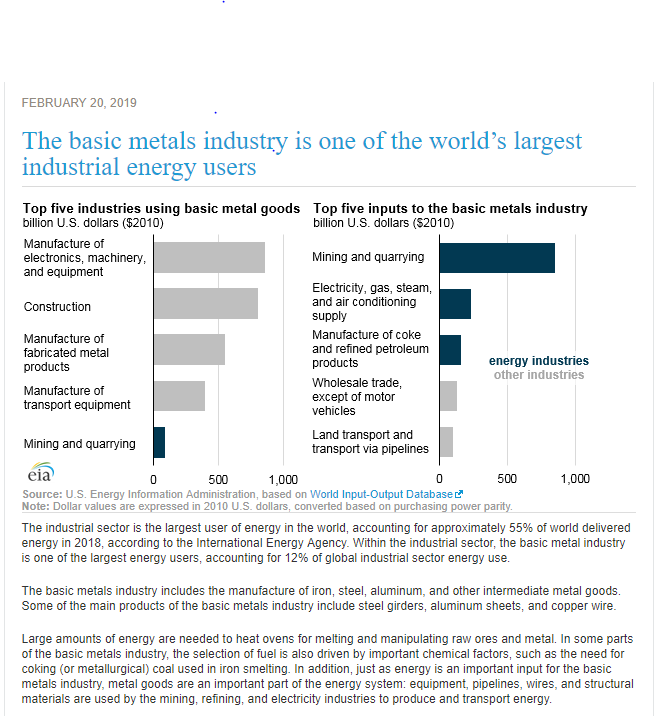 FEBRUARY 20, 2019
The basic metals industry is one of the world’s largest
industrial energy users
Top five industries using basic metal goods
billion U.S. dollars ($2010)
Manufacture of
electronics, machinery,
and equipment
Construction
Manufacture of
fabricated metal
products
Manufacture of
transport equipment
Mining and quarrying
0 500 1,000
Top five inputs to the basic metals industry
billion U.S. dollars ($2010)
Mining and quarrying
Electricity, gas, steam,
and air conditioning
supply
Manufacture of coke
and refined petroleum
products
Wholesale trade,
except of motor
vehicles
Land transport and
transport via pipelines
energy industries
other industries
0 500 1,000
eia
Source: U.S. Energy Information Administration, based on World Input-Output Database
Note: Dollar values are expressed in 2010 U.S. dollars, converted based on purchasing power parity.
The industrial sector is the largest user of energy in the world, accounting for approximately 55% of world delivered
energy in 2018, according to the International Energy Agency. Within the industrial sector, the basic metal industry
is one of the largest energy users, accounting for 12% of global industrial sector energy use.
The basic metals industry includes the manufacture of iron, steel, aluminum, and other intermediate metal goods.
Some of the main products of the basic metals industry include steel girders, aluminum sheets, and copper wire.
Large amounts of energy are needed to heat ovens for melting and manipulating raw ores and metal. In some parts
of the basic metals industry, the selection of fuel is also driven by important chemical factors, such as the need for
coking (or metallurgical) coal used in iron smelting. In addition, just as energy is an important input for the basic
metals industry, metal goods are an important part of the energy system: equipment, pipelines, wires, and structural
materials are used by the mining, refining, and electricity industries to produce and transport energy.